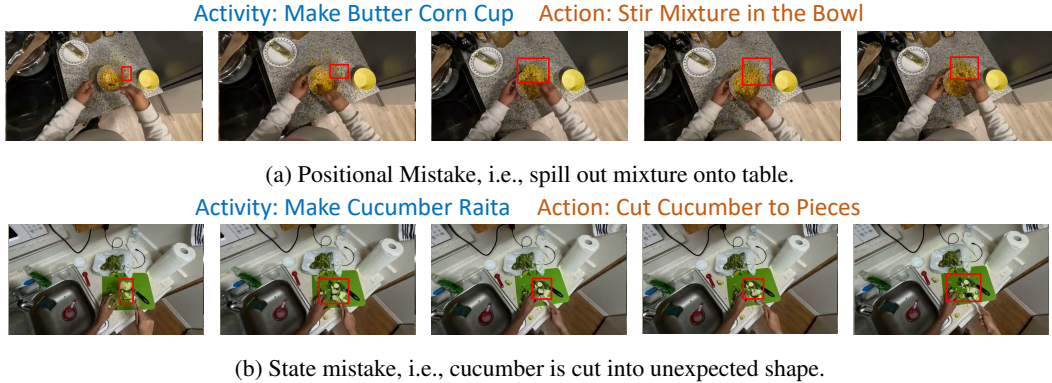 Activity: Make Butter Corn Cup Action: Stir Mixture in the Bowl
(a) Positional Mistake, i.e., spill out mixture onto table.
Activity: Make Cucumber Raita Action: Cut Cucumber to Pieces
(b) State mistake, i.e., cucumber is cut into unexpected shape.